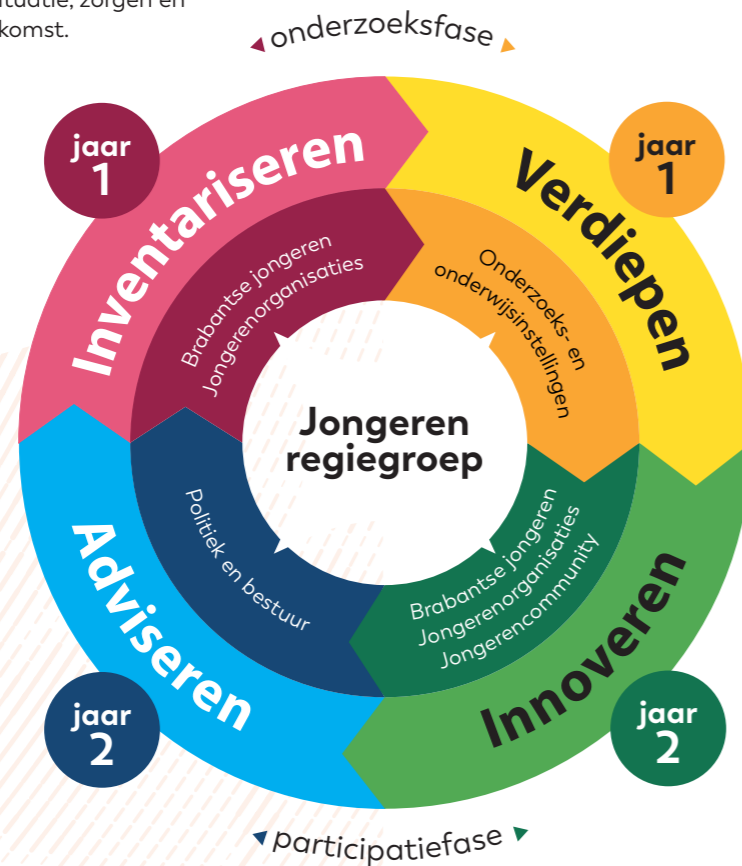 zorgen en
komst.
onderzoeksfase
jaar
1
Inventariseren
Brabantse jongeren
Jongerenorganisaties
jaar
1
Verdiepen
Onderzoeks- en
onderwijsinstellingen
Jongeren
regiegroep
Politiek en bestuur
Adviseren
jaar
2
Brabantse jongeren
Jongerenorganisaties
Jongerencommunity
Innoveren
jaar
2
participatiefase